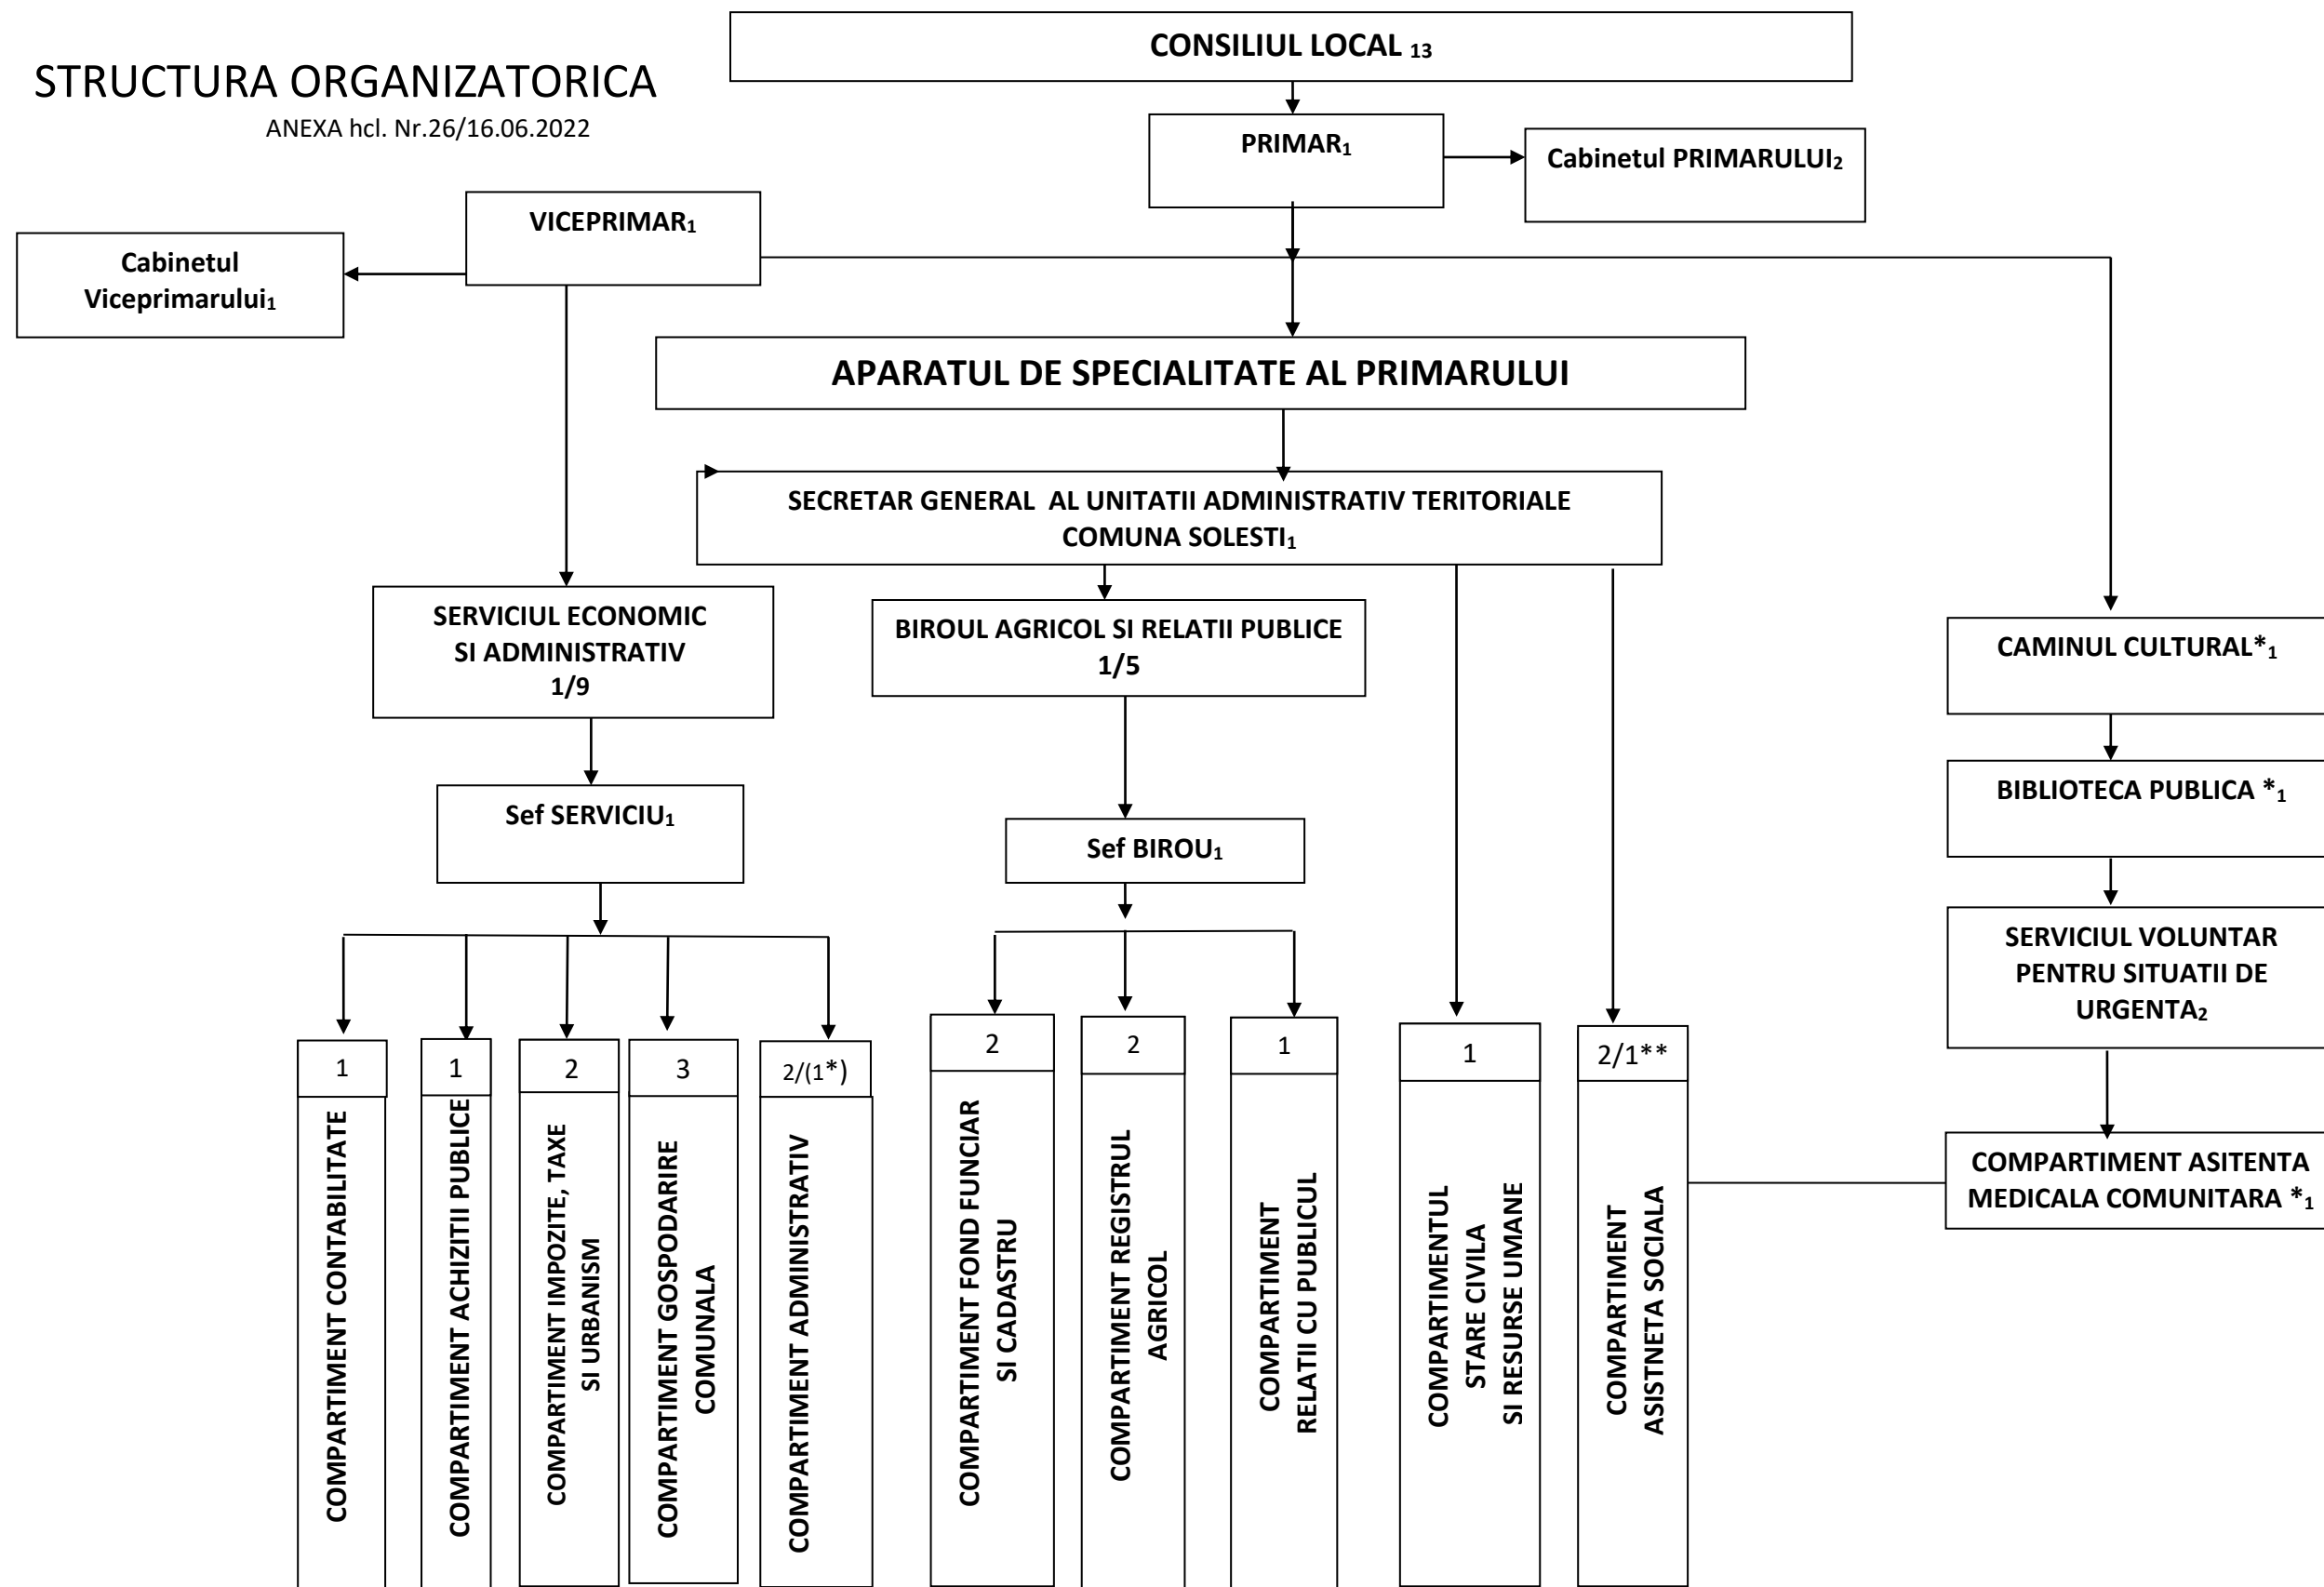 STRUCTURA ORGANIZATORICA
ANEXA hcl. Nr.26/16.06.2022
CONSILIUL LOCAL 13
PRIMAR1
Cabinetul PRIMARULUI2
VICEPRIMAR1
Cabinetul
Viceprimarului1
APARATUL DE SPECIALITATE AL PRIMARULUI
SECRETAR GENERAL AL UNITATII ADMINISTRATIV TERITORIALE
COMUNA SOLESTI1
SERVICIUL ECONOMIC
SI ADMINISTRATIV
1/9
BIROUL AGRICOL SI RELATII PUBLICE
1/5
CAMINUL CULTURAL*1
BIBLIOTECA PUBLICA *1
Sef SERVICIU1
Sef BIROU1
SERVICIUL VOLUNTAR
PENTRU SITUATII DE
URGENTA2
COMPARTIMENT ASITENTA
MEDICALA COMUNITARA *1
1
COMPARTIMENT CONTABILITATE
1
COMPARTIMENT ACHIZITII PUBLICE
2
COMPARTIMENT IMPOZITE, TAXE
SI URBANISM
3
COMPARTIMENT GOSPODARIRE
COMUNALA
2/(1*)
COMPARTIMENT ADMINISTRATIV
2
COMPARTIMENT FOND FUNCIAR
SI CADASTRU
2
COMPARTIMENT REGISTRUL
AGRICOL
1
COMPARTIMENT
RELATII CU PUBLICUL
1
COMPARTIMENTUL
STARE CIVILA
SI RESURSE UMANE
2/1**
COMPARTIMENT
ASISTNETA SOCIALA